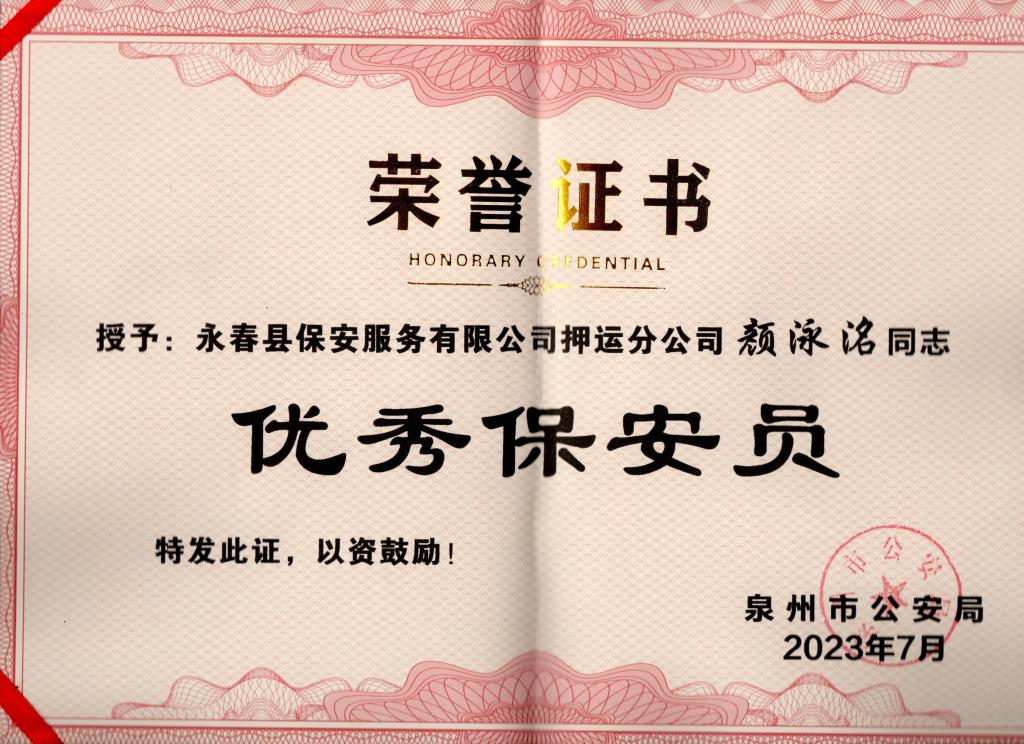 荣誉证书
HONORARY CREDENTIAL
授予：永春县保安服务有限公司押运分公司 颜泳洺 同志
优秀保安员
特发此证，以资鼓励！
泉州市公安局
2023年7月